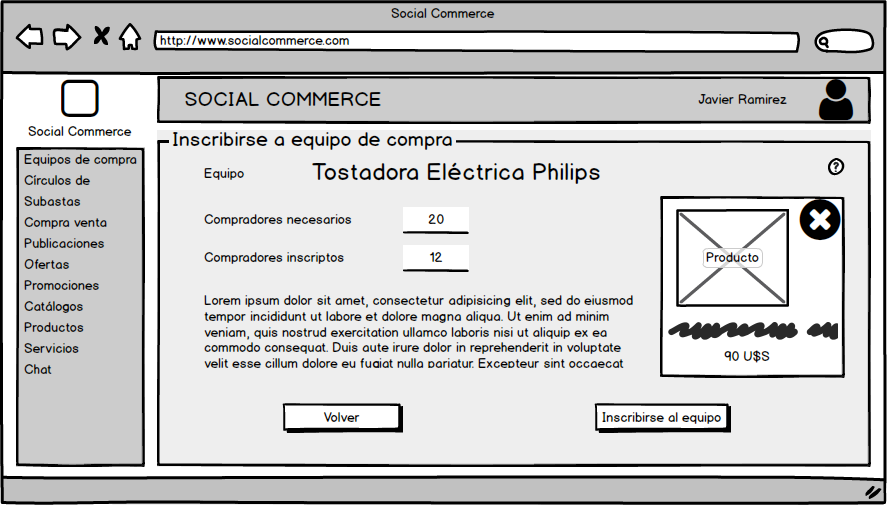 Social Commerce
http://www.socialcommerce.com
Social Commerce
SOCIAL COMMERCE
Javier Ramirez
Equipos de compra
Círculos de
Subastas
Compra venta
Publicaciones
Ofertas
Promociones
Catálogos
Productos
Servicios
Chat
Inscribirse a equipo de compra
Equipo
Tostadora Eléctrica Philips
?
Compradores necesarios
20
Compradores inscriptos
12
Lorem ipsum dolor sit amet, consectetur adipisicing elit, sed do eiusmod
tempor incididunt ut labore et dolore magna aliqua. Ut enim ad minim
veniam, quis nostrud exercitation ullamco laboris nisi ut aliquip ex ea
commodo consequat. Duis aute irure dolor in reprehenderit in voluptate
velit esse cillum dolore eu fugiat nulla pariatur. Excepteur sint occaecat
Producto
90 U$S
Volver
Inscribirse al equipo